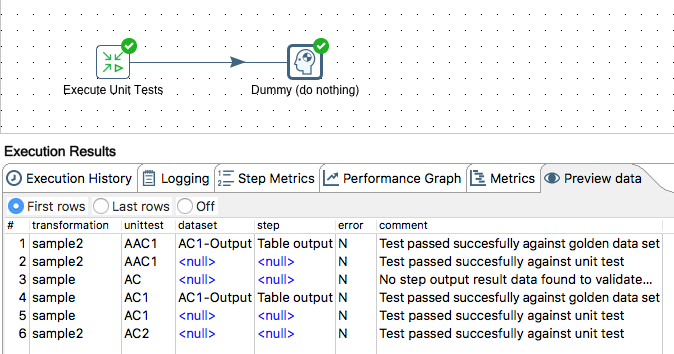 Execute Unit Tests Dummy (do nothing)
Execution Results
Execution History Logging Step Metrics Performance Graph Metrics Preview data
First rows Last rows Off
# transformation unittest dataset step error comment
1 sample2 AAC1 AC1-Output Table output N Test passed succesfully against golden data set
2 sample2 AAC1 <null> <null> N Test passed succesfully against unit test
3 sample AC <null> <null> N No step output result data found to validate...
4 sample AC1 AC1-Output Table output N Test passed succesfully against golden data set
5 sample AC1 <null> <null> N Test passed succesfully against unit test
6 sample2 AC2 <null> <null> N Test passed succesfully against unit test